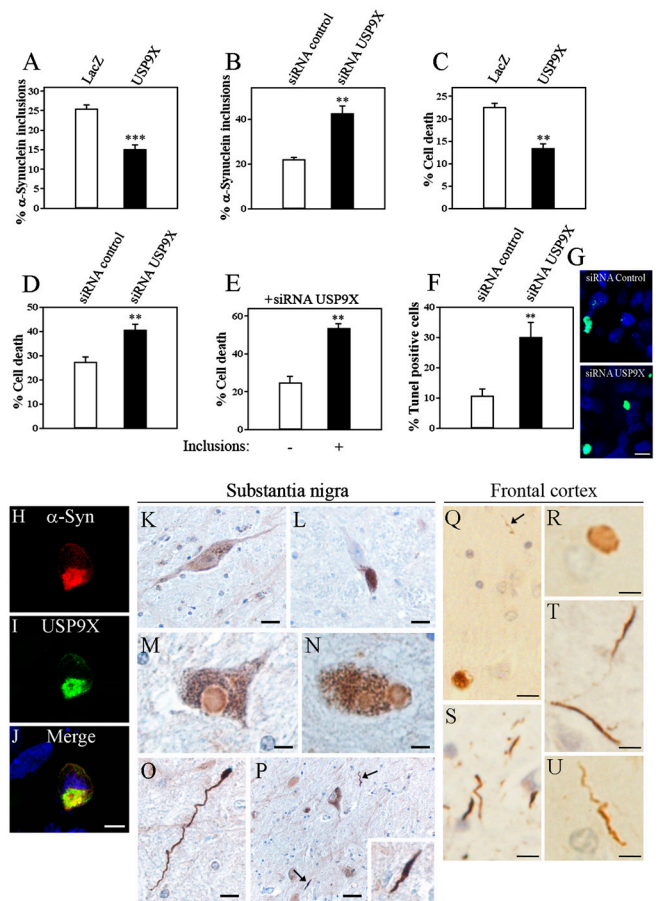 A
LacZ
USP9X
% α-Synuclein inclusions
30
25
20
15
10
5
0
***
B
siRNA control
siRNA USP9X
% α-Synuclein inclusions
60
40
20
0
**
C
LacZ
USP9X
% Cell death
25
20
15
10
5
0
**
D
siRNA control
siRNA USP9X
% Cell death
60
50
40
30
20
10
0
**
E
+siRNA USP9X
% Cell death
60
40
20
0
**
Inclusions: - +
F
siRNA control
siRNA USP9X
% Tunel positive cells
40
30
20
10
0
**
G
siRNA Control
siRNA USP9X
Substantia nigra
Frontal cortex
H
α-Syn
I
USP9X
J
Merge
K
L
M
N
O
P
Q
R
S
T
U